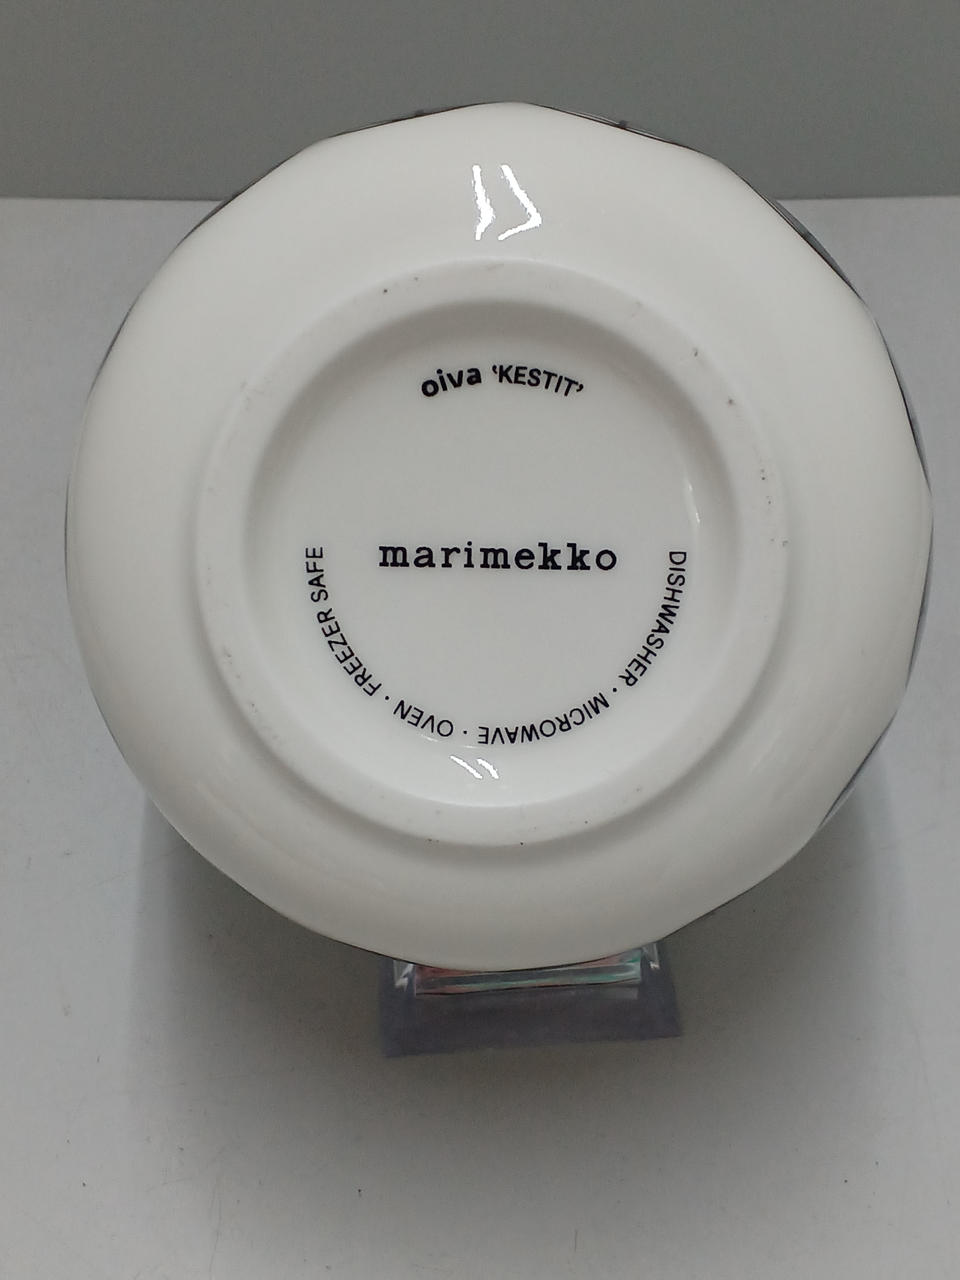 oiva 'KESTIT'
marimekko
DISHWASHER · MICROWAVE · OVEN · FREEZER SAFE